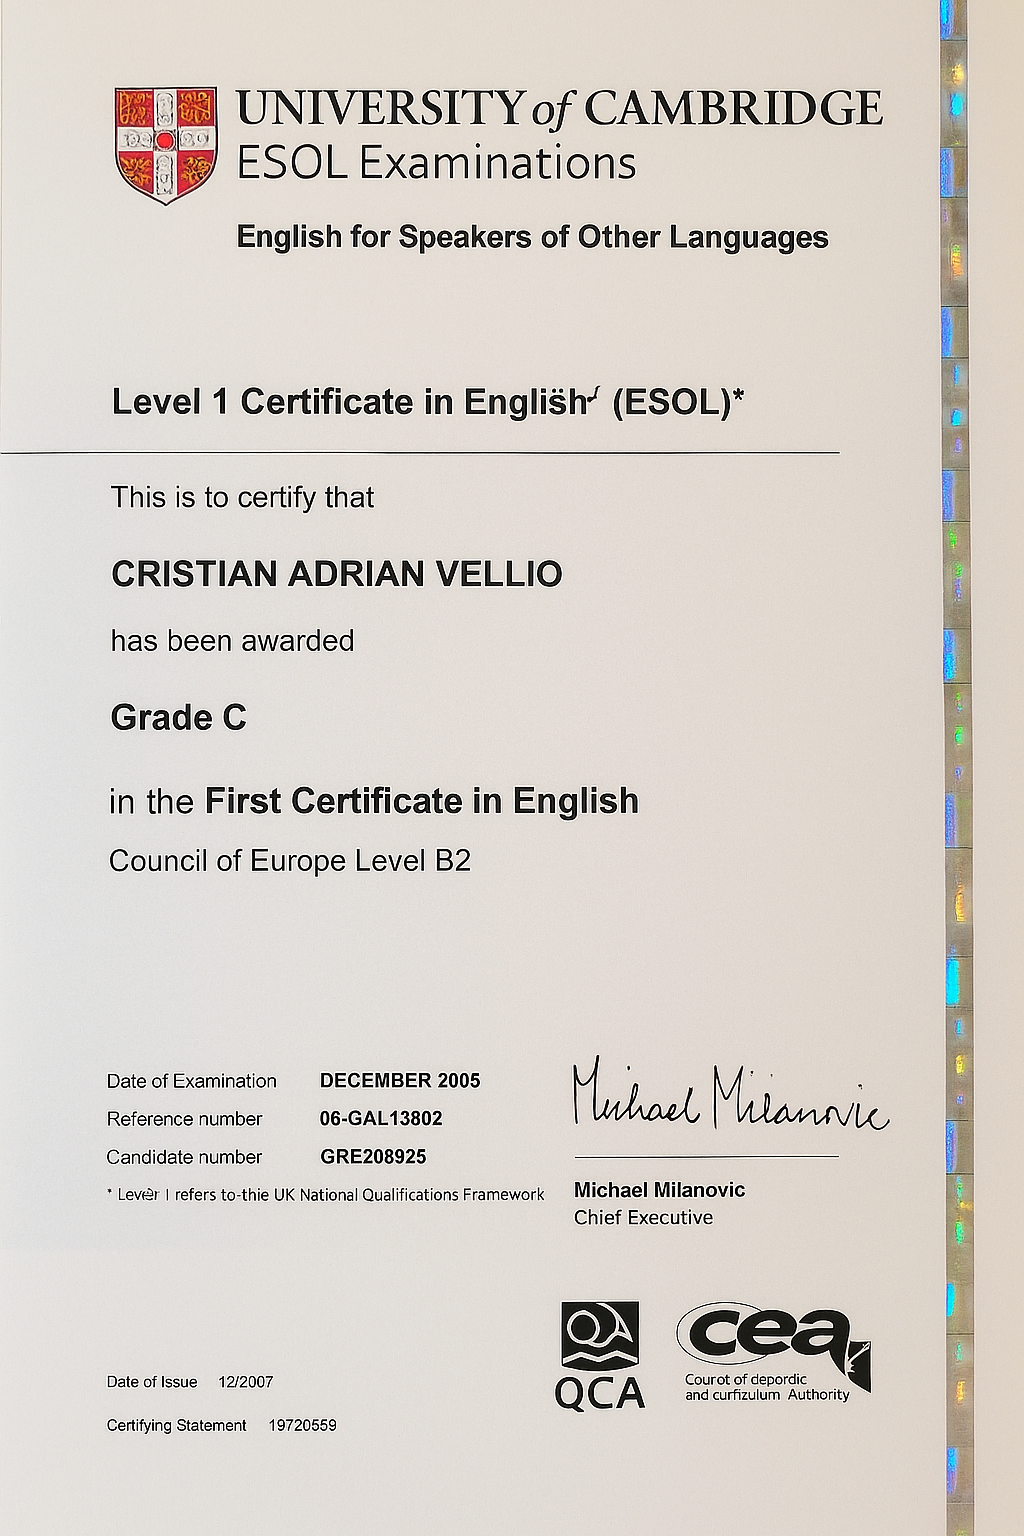 UNIVERSITY of CAMBRIDGE
ESOL Examinations
English for Speakers of Other Languages
Level 1 Certificate in English (ESOL)*
This is to certify that
CRISTIAN ADRIAN VELLIO
has been awarded
Grade C
in the First Certificate in English
Council of Europe Level B2
Date of Examination DECEMBER 2005
Reference number 06-GAL13802
Candidate number GRE208925
* Levèr I refers to-thie UK National Qualifications Framework
Michael Milanovic
Michael Milanovic
Chief Executive
QCA
cea
Courot of depordic
and curfizulum Authority
Date of Issue 12/2007
Certifying Statement 19720559